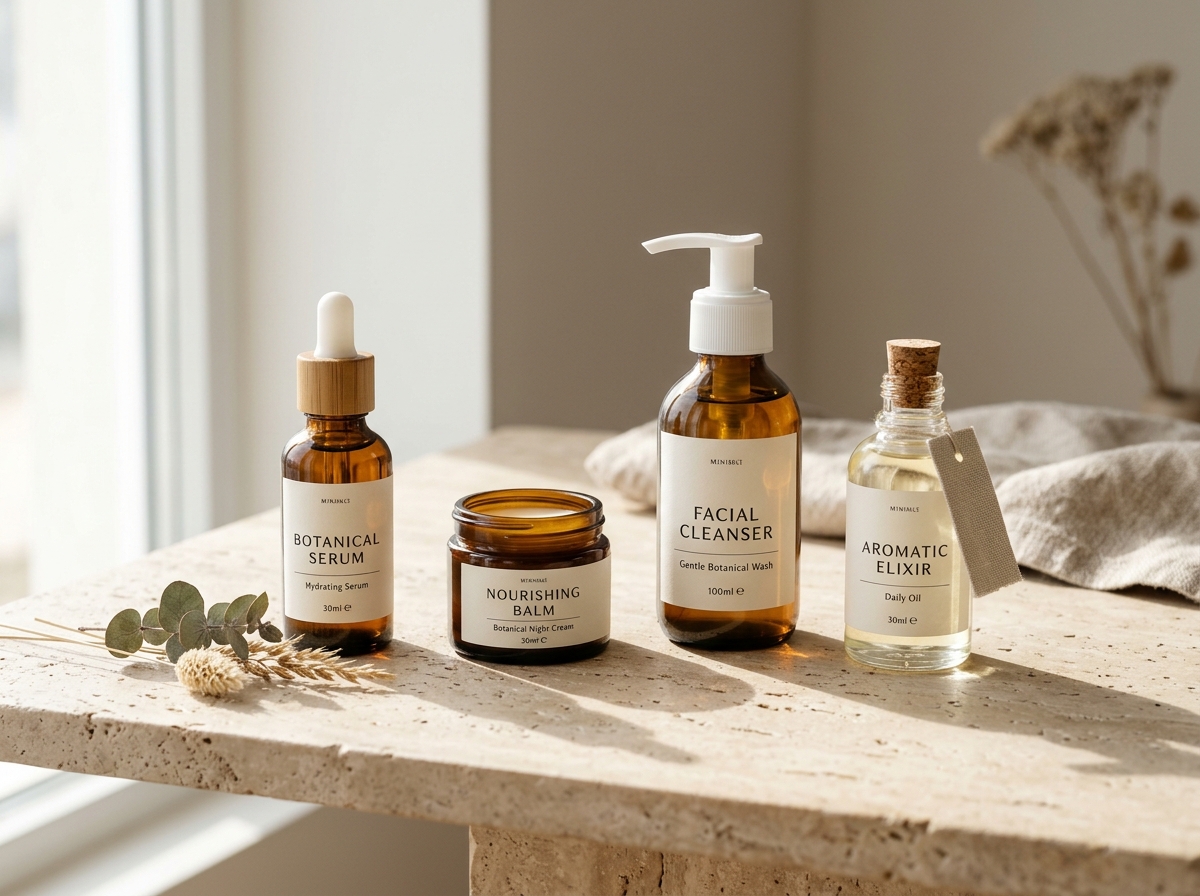 BOTANICAL
SERUM
Mydrating Serum
30ml ℮
NOURISHING
BALM
Botanical Nighr Cream
FACIAL
CLEANSER
Gentle Botanical Wash
100ml ℮
AROMATIC
ELIXIR
Daily Oil
30ml ℮